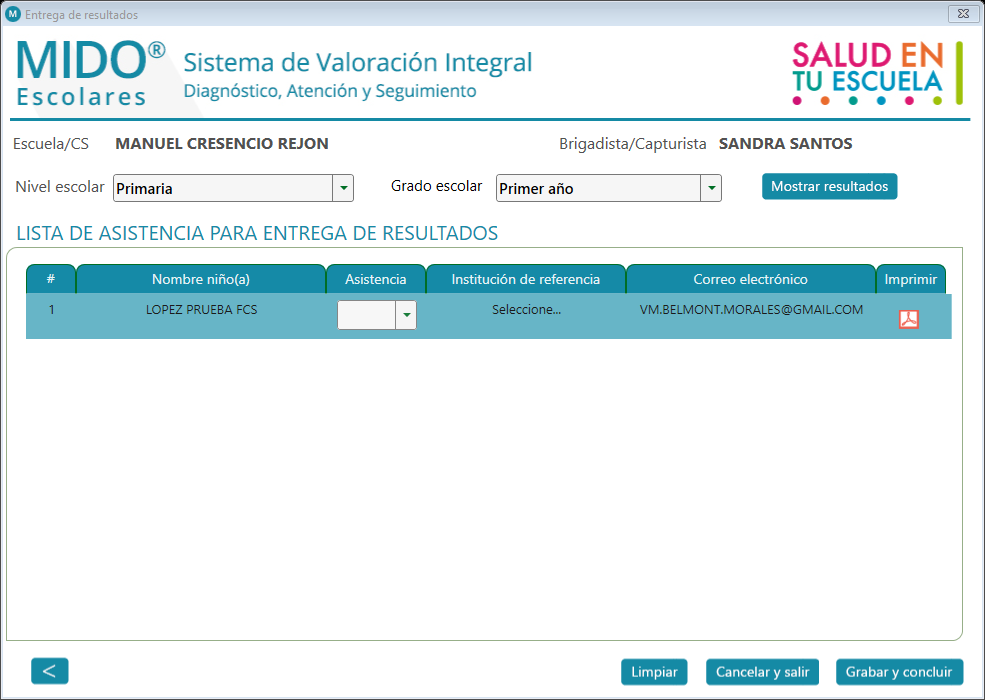 M Entrega de resultados
MIDO®
Escolares
Sistema de Valoración Integral
Diagnóstico, Atención y Seguimiento
SALUD EN
TU ESCUELA
Escuela/CS MANUEL CRESENCIO REJON Brigadista/Capturista SANDRA SANTOS
Nivel escolar Primaria Grado escolar Primer año Mostrar resultados
LISTA DE ASISTENCIA PARA ENTREGA DE RESULTADOS
# Nombre niño(a) Asistencia Institución de referencia Correo electrónico Imprimir
1 LOPEZ PRUEBA FCS Seleccione... VM.BELMONT.MORALES@GMAIL.COM
< Limpiar Cancelar y salir Grabar y concluir